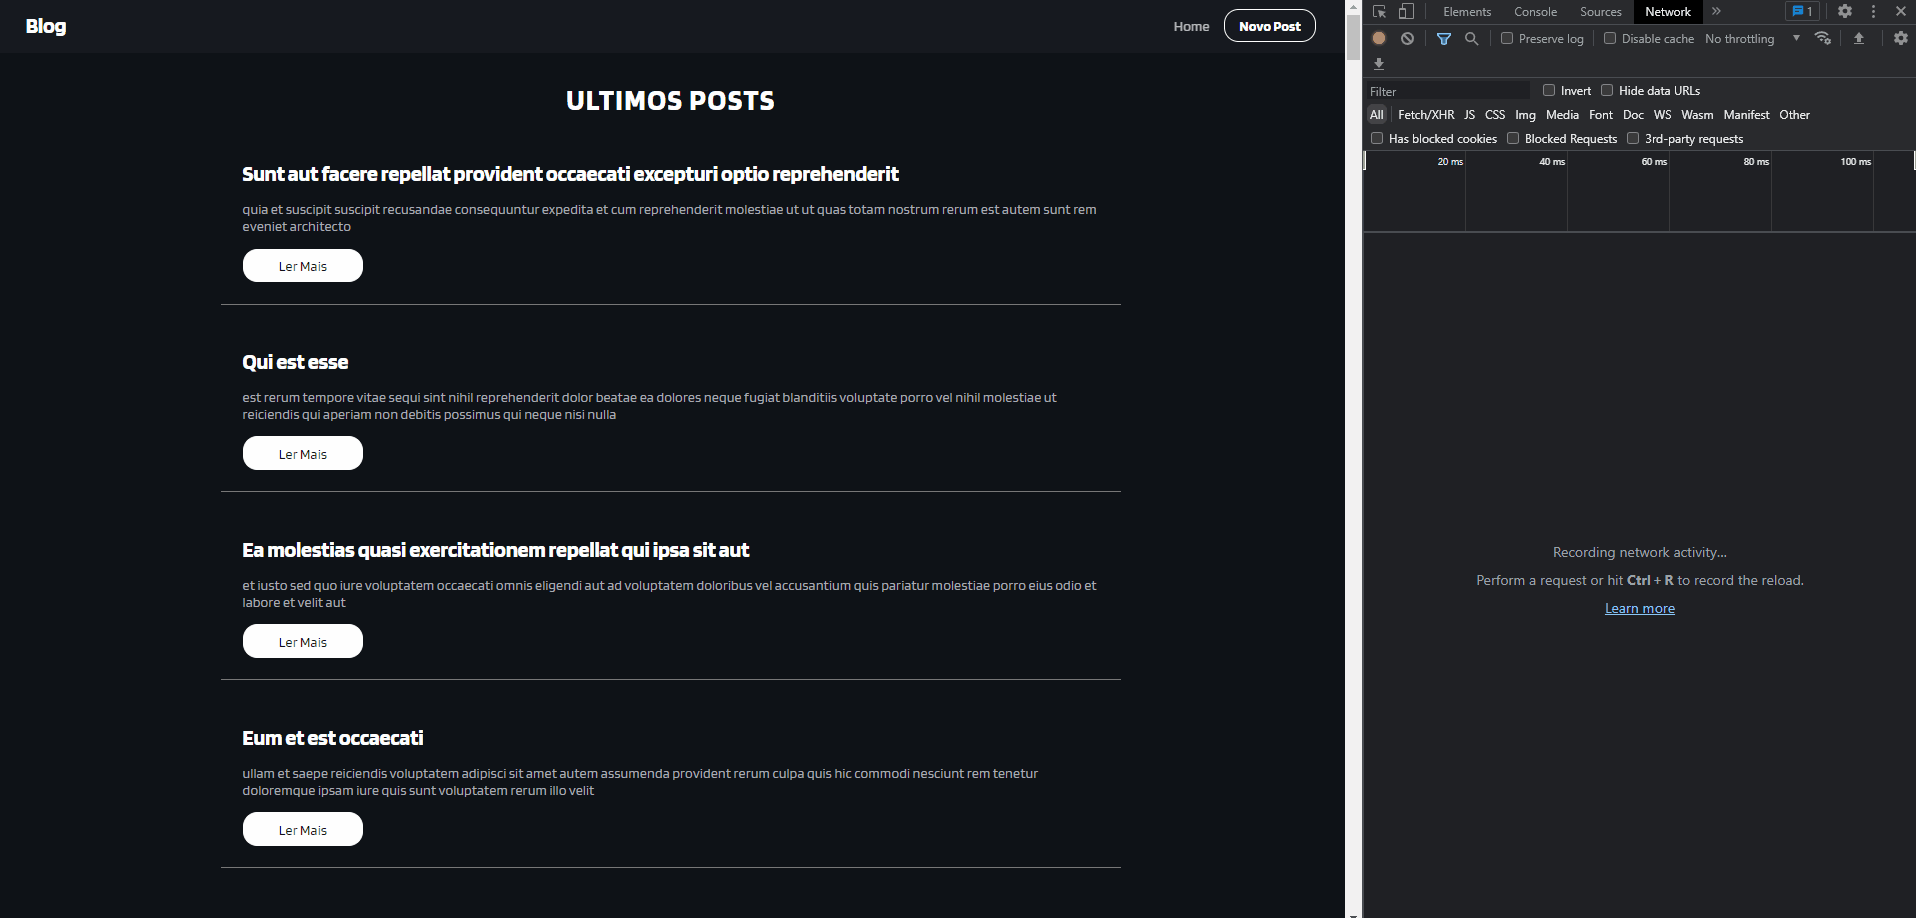 Blog
Home
Novo Post
ULTIMOS POSTS
Sunt aut facere repellat provident occaecati excepturi optio reprehenderit
quia et suscipit suscipit recusandae consequuntur expedita et cum reprehenderit molestiae ut ut quas totam nostrum rerum est autem sunt rem
eveniet architecto
Ler Mais
Qui est esse
est rerum tempore vitae sequi sint nihil reprehenderit dolor beatae ea dolores neque fugiat blanditiis voluptate porro vel nihil molestiae ut
reiciendis qui aperiam non debitis possimus qui neque nisi nulla
Ler Mais
Ea molestias quasi exercitationem repellat qui ipsa sit aut
et iusto sed quo iure voluptatem occaecati omnis eligendi aut ad voluptatem doloribus vel accusantium quis pariatur molestiae porro eius odio et
labore et velit aut
Ler Mais
Eum et est occaecati
ullam et saepe reiciendis voluptatem adipisci sit amet autem assumenda provident rerum culpa quis hic commodi nesciunt rem tenetur
doloremque ipsam iure quis sunt voluptatem rerum illo velit
Ler Mais
Elements Console Sources Network » 1
Preserve log Disable cache No throttling
Filter Invert Hide data URLs
All Fetch/XHR JS CSS Img Media Font Doc WS Wasm Manifest Other
Has blocked cookies Blocked Requests 3rd-party requests
20 ms 40 ms 60 ms 80 ms 100 ms
Recording network activity...
Perform a request or hit Ctrl + R to record the reload.
Learn more